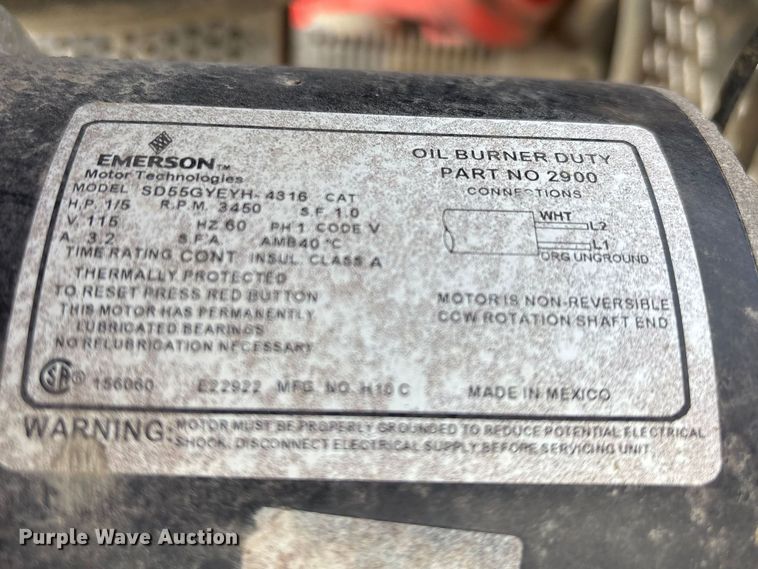 EMERSON™
Motor Technologies
MODEL SD55GYEYH-4316 CAT
H.P. 1/5 R.P.M. 3450 S.F. 1.0
V. 115 HZ 60 PH 1 CODE V
A. 3.2 S.F.A. AMB 40 °C
TIME RATING CONT INSUL. CLASS A
THERMALLY PROTECTED
TO RESET PRESS RED BUTTON
THIS MOTOR HAS PERMANENTLY
LUBRICATED BEARINGS
NO RELUBRICATION NECESSARY
OIL BURNER DUTY
PART NO 2900
CONNECTIONS
WHT
L2
L1
ORG UNGROUND
MOTOR IS NON-REVERSIBLE
CCW ROTATION SHAFT END
® 156060 E22922 MFG. NO. H18 C MADE IN MEXICO
WARNING: MOTOR MUST BE PROPERLY GROUNDED TO REDUCE POTENTIAL ELECTRICAL
SHOCK. DISCONNECT ELECTRICAL SUPPLY BEFORE SERVICING UNIT.
Purple Wave Auction